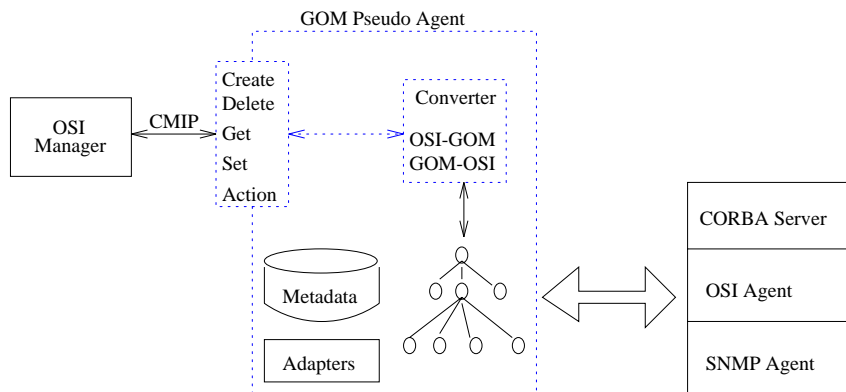 GOM Pseudo Agent
OSI
Manager
CMIP
Create
Delete
Get
Set
Action
Converter
OSI-GOM
GOM-OSI
Metadata
Adapters
CORBA Server
OSI Agent
SNMP Agent